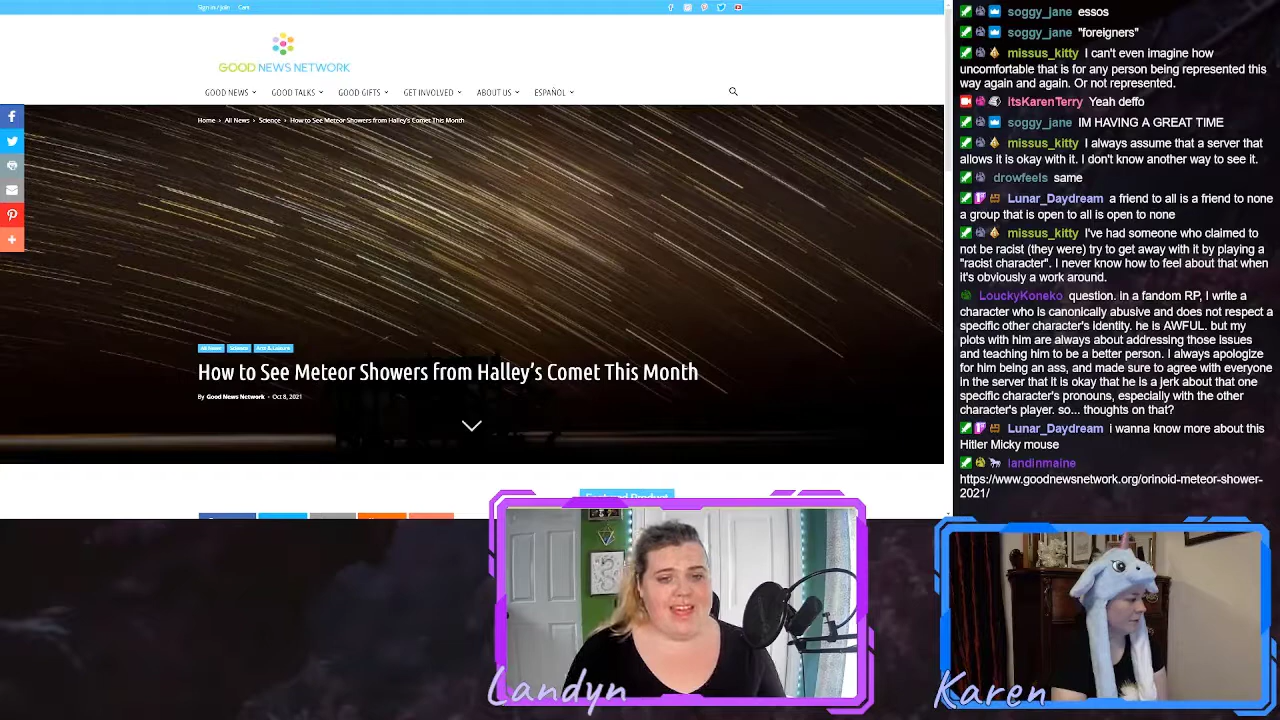 Sign in / Join Cart
GOOD NEWS NETWORK
GOOD NEWS GOOD TALKS GOOD GIFTS GET INVOLVED ABOUT US ESPAÑOL
Home All News Science How to See Meteor Showers from Halley's Comet This Month
All News Science Arts & Leisure
How to See Meteor Showers from Halley's Comet This Month
By Good News Network - Oct 8, 2021
Featured Product
Landyn
Karen
soggy_jane essos
soggy_jane "foreigners"
missus_kitty I can't even imagine how
uncomfortable that is for any person being represented this
way again and again. Or not represented.
ItsKarenTerry Yeah deffo
soggy_jane IM HAVING A GREAT TIME
missus_kitty I always assume that a server that
allows it is okay with it. I don't know another way to see it.
drowfeels same
Lunar_Daydream a friend to all is a friend to none
a group that is open to all is open to none
missus_kitty I've had someone who claimed to
not be racist (they were) try to get away with it by playing a
"racist character". I never know how to feel about that when
it's obviously a work around.
LouckyKoneko question. in a fandom RP, I write a
character who is canonically abusive and does not respect a
specific other character's identity. he is AWFUL. but my
plots with him are always about addressing those issues
and teaching him to be a better person. I always apologize
for him being an ass, and made sure to agree with everyone
in the server that it is okay that he is a jerk about that one
specific character's pronouns, especially with the other
character's player. so... thoughts on that?
Lunar_Daydream i wanna know more about this
Hitler Micky mouse
landinmaine
https://www.goodnewsnetwork.org/orinoid-meteor-shower-
2021/